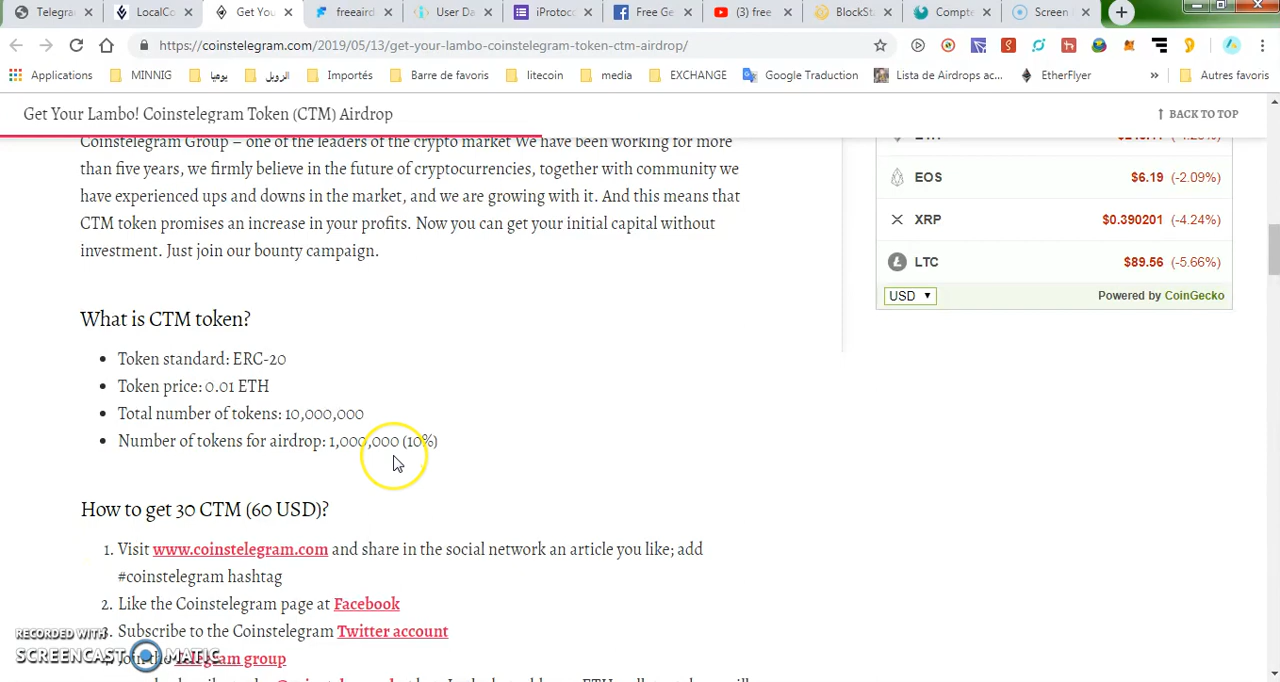 Telegra
LocalCo
Get You
freeaird
User Da
iProtoc
Free Ge
(3) free
BlockSt
Compte
Screen
https://coinstelegram.com/2019/05/13/get-your-lambo-coinstelegram-token-ctm-airdrop/
Applications MINNIG يوميا الروبل Importés Barre de favoris litecoin media EXCHANGE Google Traduction Lista de Airdrops ac... EtherFlyer » Autres favoris
Get Your Lambo! Coinstelegram Token (CTM) Airdrop
↑ BACK TO TOP
Coinstelegram Group – one of the leaders of the crypto market We have been working for more
than five years, we firmly believe in the future of cryptocurrencies, together with community we
have experienced ups and downs in the market, and we are growing with it. And this means that
CTM token promises an increase in your profits. Now you can get your initial capital without
investment. Just join our bounty campaign.
EOS $6.19 (-2.09%)
XRP $0.390201 (-4.24%)
LTC $89.56 (-5.66%)
USD
Powered by CoinGecko
What is CTM token?
• Token standard: ERC-20
• Token price: 0.01 ETH
• Total number of tokens: 10,000,000
• Number of tokens for airdrop: 1,000,000 (10%)
How to get 30 CTM (60 USD)?
1. Visit www.coinstelegram.com and share in the social network an article you like; add
#coinstelegram hashtag
2. Like the Coinstelegram page at Facebook
3. Subscribe to the Coinstelegram Twitter account
Join the Telegram group
RECORDED WITH
SCREENCAST MATIC